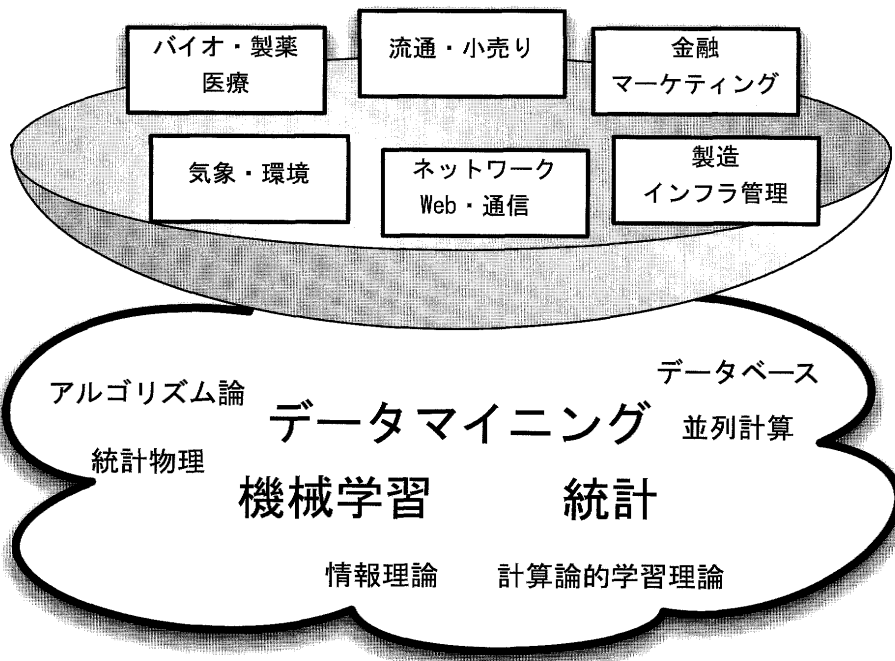 バイオ・製薬
医療
流通・小売り
金融
マーケティング
気象・環境
ネットワーク
Web・通信
製造
インフラ管理
アルゴリズム論
データベース
データマイニング
並列計算
統計物理
機械学習
統計
情報理論
計算論的学習理論